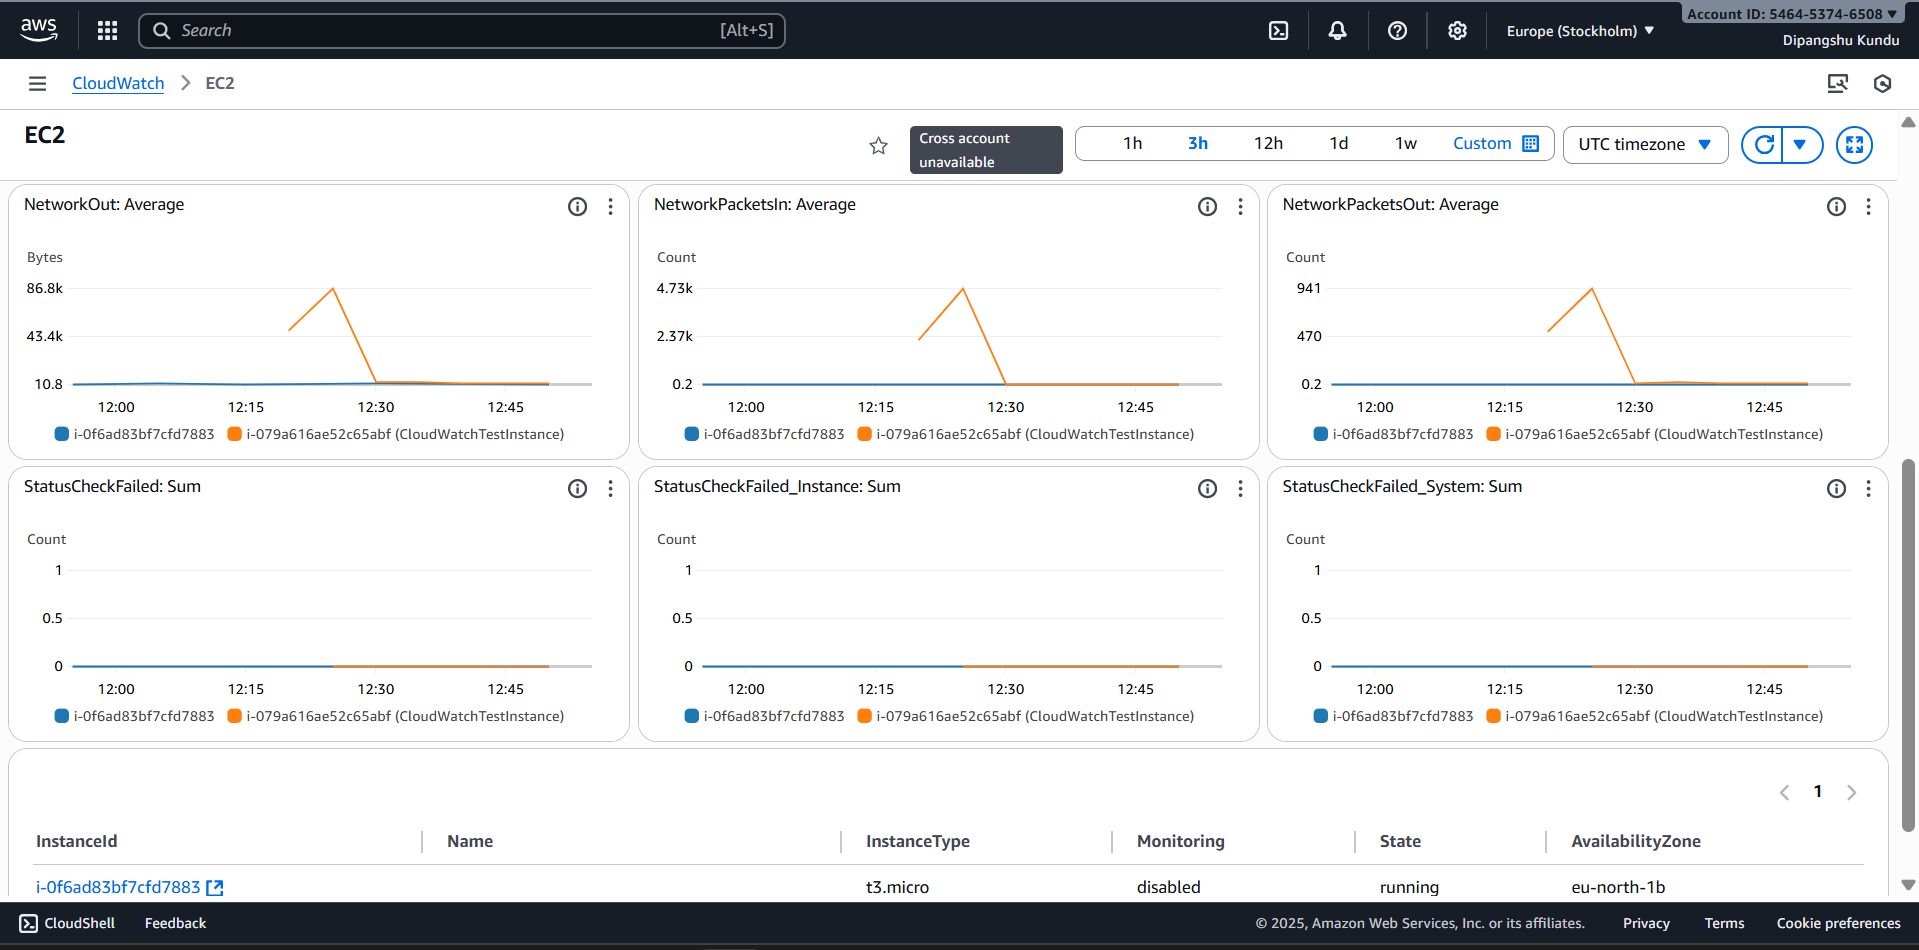 aws
Search [Alt+S]
Europe (Stockholm)
Account ID: 5464-5374-6508
Dipangshu Kundu
CloudWatch
EC2
EC2
Cross account
unavailable
1h 3h 12h 1d 1w Custom
UTC timezone
NetworkOut: Average
Bytes
86.8k
43.4k
10.8
12:00 12:15 12:30 12:45
i-0f6ad83bf7cfd7883 i-079a616ae52c65abf (CloudWatchTestInstance)
NetworkPacketsIn: Average
Count
4.73k
2.37k
0.2
12:00 12:15 12:30 12:45
i-0f6ad83bf7cfd7883 i-079a616ae52c65abf (CloudWatchTestInstance)
NetworkPacketsOut: Average
Count
941
470
0.2
12:00 12:15 12:30 12:45
i-0f6ad83bf7cfd7883 i-079a616ae52c65abf (CloudWatchTestInstance)
StatusCheckFailed: Sum
Count
1
0.5
0
12:00 12:15 12:30 12:45
i-0f6ad83bf7cfd7883 i-079a616ae52c65abf (CloudWatchTestInstance)
StatusCheckFailed_Instance: Sum
Count
1
0.5
0
12:00 12:15 12:30 12:45
i-0f6ad83bf7cfd7883 i-079a616ae52c65abf (CloudWatchTestInstance)
StatusCheckFailed_System: Sum
Count
1
0.5
0
12:00 12:15 12:30 12:45
i-0f6ad83bf7cfd7883 i-079a616ae52c65abf (CloudWatchTestInstance)
1
InstanceId Name InstanceType Monitoring State AvailabilityZone
i-0f6ad83bf7cfd7883 t3.micro disabled running eu-north-1b
CloudShell Feedback © 2025, Amazon Web Services, Inc. or its affiliates. Privacy Terms Cookie preferences